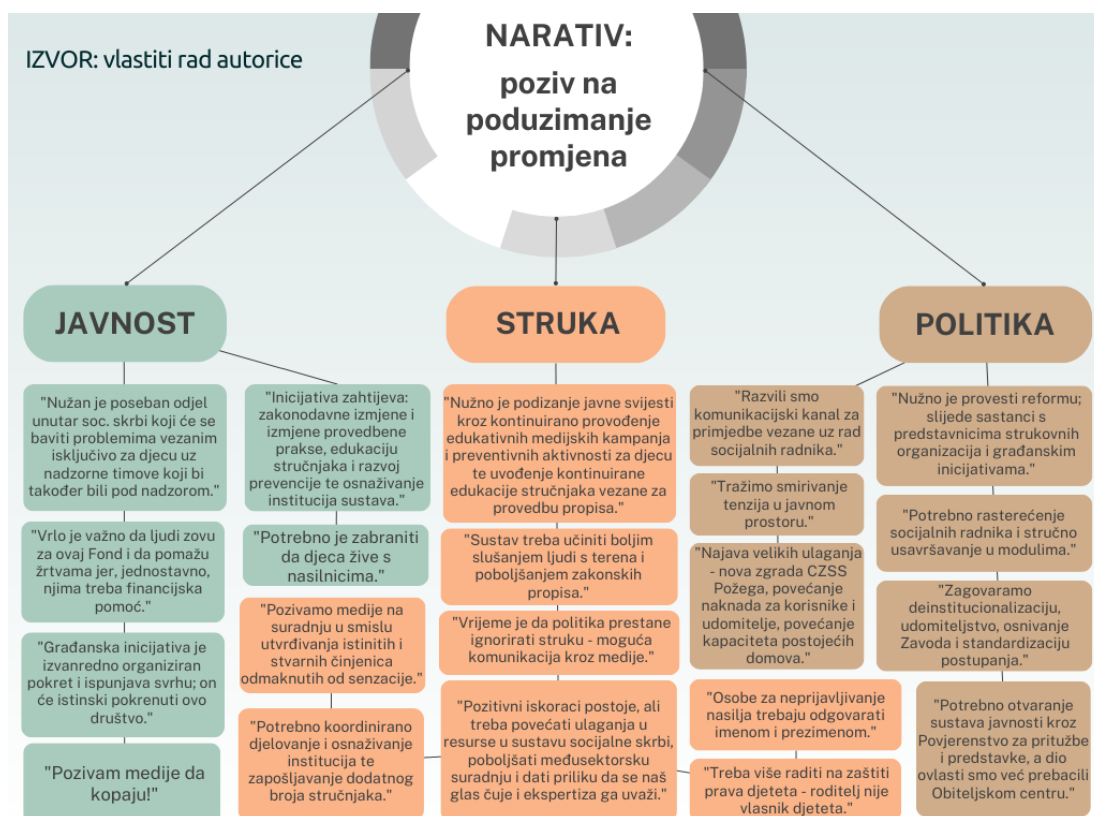 IZVOR: vlastiti rad autorice
NARATIV:
poziv na
poduzimanje
promjena
JAVNOST
"Nužan je poseban odjel
unutar soc. skrbi koji će se
baviti problemima vezanim
isključivo za djecu uz
nadzorne timove koji bi
također bili pod nadzorom."
"Vrlo je važno da ljudi zovu
za ovaj Fond i da pomažu
žrtvama jer, jednostavno,
njima treba financijska
pomoć."
"Građanska inicijativa je
izvanredno organiziran
pokret i ispunjava svrhu; on
će istinski pokrenuti ovo
društvo."
"Pozivam medije da
kopaju!"
"Inicijativa zahtijeva:
zakonodavne izmjene i
izmjene provedbene
prakse, edukaciju
stručnjaka i razvoj
prevencije te osnaživanje
institucija sustava."
"Potrebno je zabraniti
da djeca žive s
nasilnicima."
STRUKA
"Pozivamo medije na
suradnju u smislu
utvrđivanja istinitih i
stvarnih činjenica
odmaknutih od senzacije."
"Potrebno koordinirano
djelovanje i osnaživanje
institucija te
zapošljavanje dodatnog
broja stručnjaka."
"Nužno je podizanje javne svijesti
kroz kontinuirano provođenje
edukativnih medijskih kampanja
i preventivnih aktivnosti za djecu
te uvođenje kontinuirane
edukacije stručnjaka vezane za
provedbu propisa."
"Sustav treba učiniti boljim
slušanjem ljudi s terena i
poboljšanjem zakonskih
propisa."
"Vrijeme je da politika prestane
ignorirati struku - moguća
komunikacija kroz medije."
"Pozitivni iskoraci postoje, ali
treba povećati ulaganja u
resurse u sustavu socijalne skrbi,
poboljšati međusektorsku
suradnju i dati priliku da se naš
glas čuje i ekspertiza ga uvaži."
"Osobe za neprijavljivanje
nasilja trebaju odgovarati
imenom i prezimenom."
"Treba više raditi na zaštiti
prava djeteta - roditelj nije
vlasnik djeteta."
POLITIKA
"Razvili smo
komunikacijski kanal za
primjedbe vezane uz rad
socijalnih radnika."
"Tražimo smirivanje
tenzija u javnom
prostoru."
"Najava velikih ulaganja
- nova zgrada CZSS
Požega, povećanje
naknada za korisnike i
udomitelje, povećanje
kapaciteta postojećih
domova."
"Nužno je provesti reformu;
slijede sastanci s
predstavnicima strukovnih
organizacija i građanskim
inicijativama."
"Potrebno rasterećenje
socijalnih radnika i stručno
usavršavanje u modulima."
"Zagovaramo
deinstitucionalizaciju,
udomiteljstvo, osnivanje
Zavoda i standardizaciju
postupanja."
"Potrebno otvaranje
sustava javnosti kroz
Povjerenstvo za pritužbe
i predstavke, a dio
ovlasti smo već prebacili
Obiteljskom centru."